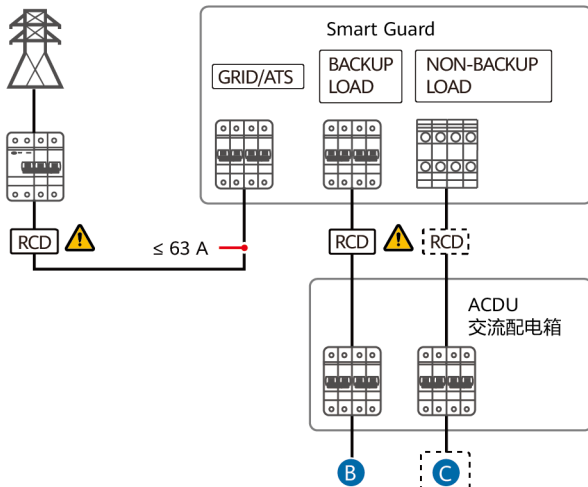 Smart Guard
GRID/ATS
BACKUP
LOAD
NON-BACKUP
LOAD
RCD
≤ 63 A
RCD
RCD
ACDU
交流配电箱
B
C